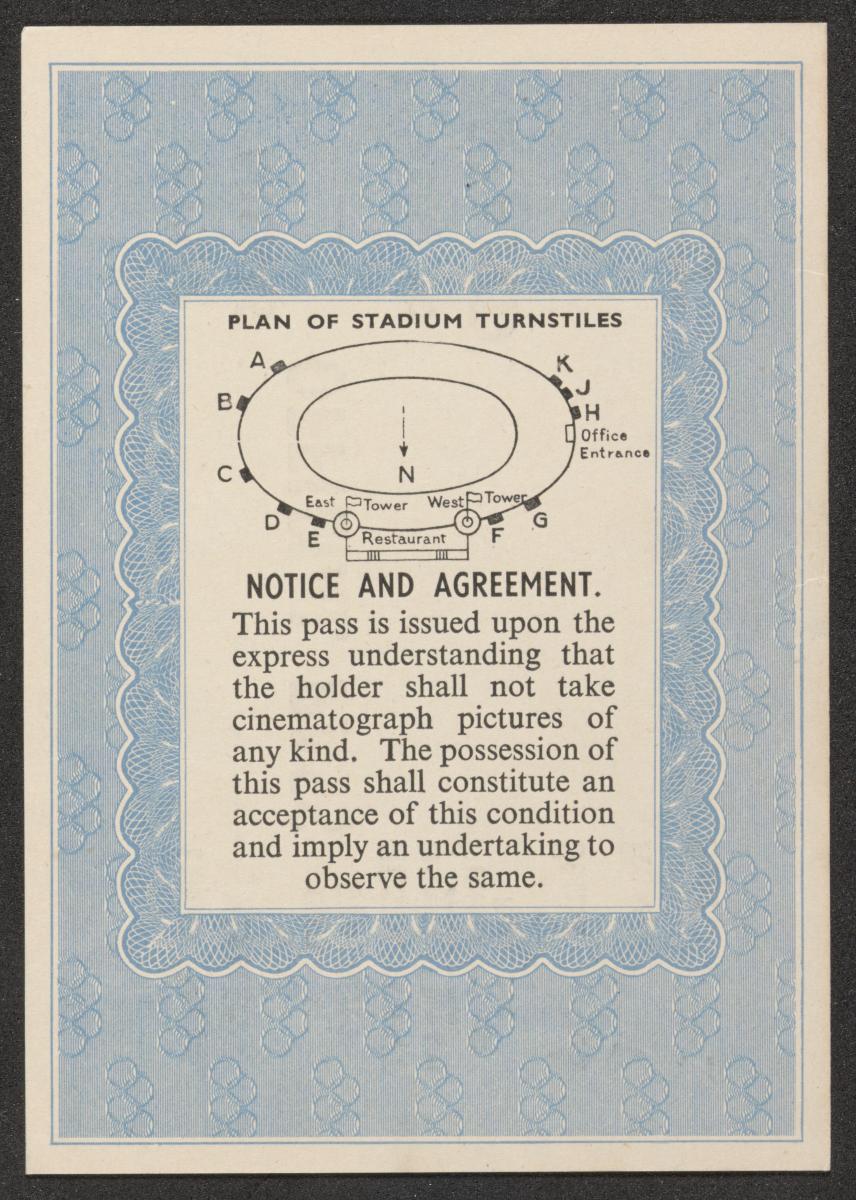 PLAN OF STADIUM TURNSTILES
A
K
J
B
H
Office
Entrance
C
N
East Tower
West Tower
D
E
F
G
Restaurant
NOTICE AND AGREEMENT.
This pass is issued upon the
express understanding that
the holder shall not take
cinematograph pictures of
any kind. The possession of
this pass shall constitute an
acceptance of this condition
and imply an undertaking to
observe the same.